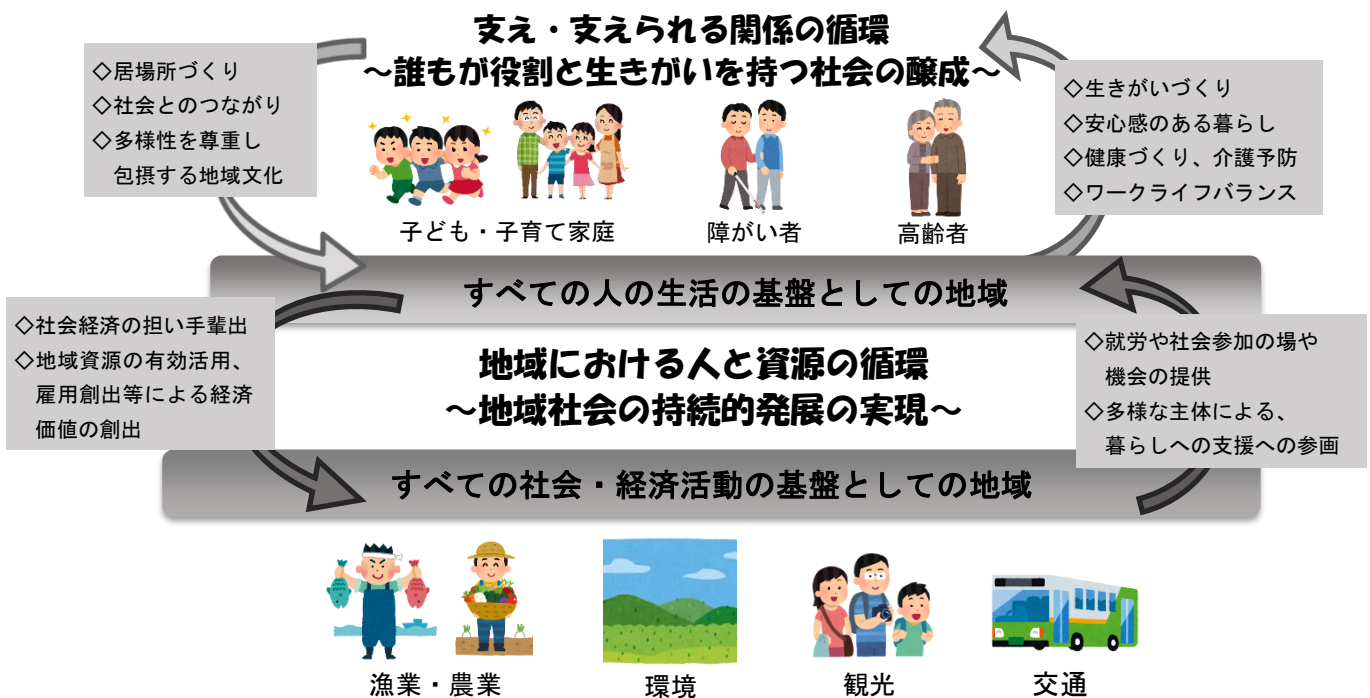 支え・支えられる関係の循環
～誰もが役割と生きがいを持つ社会の醸成～
◇居場所づくり
◇社会とのつながり
◇多様性を尊重し
包摂する地域文化
◇生きがいづくり
◇安心感のある暮らし
◇健康づくり、介護予防
◇ワークライフバランス
子ども・子育て家庭
障がい者
高齢者
すべての人の生活の基盤としての地域
◇社会経済の担い手輩出
◇地域資源の有効活用、
雇用創出等による経済
価値の創出
地域における人と資源の循環
～地域社会の持続的発展の実現～
◇就労や社会参加の場や
機会の提供
◇多様な主体による、
暮らしへの支援への参画
すべての社会・経済活動の基盤としての地域
漁業・農業
環境
観光
交通